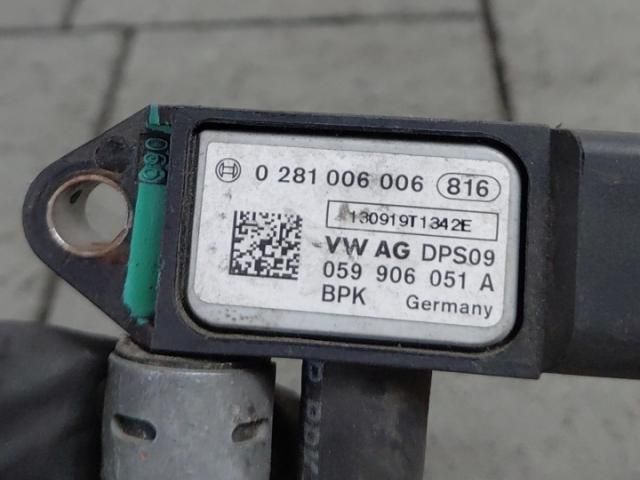 0 281 006 006 816
130919T1342E
VW AG DPS09
059 906 051 A
BPK Germany